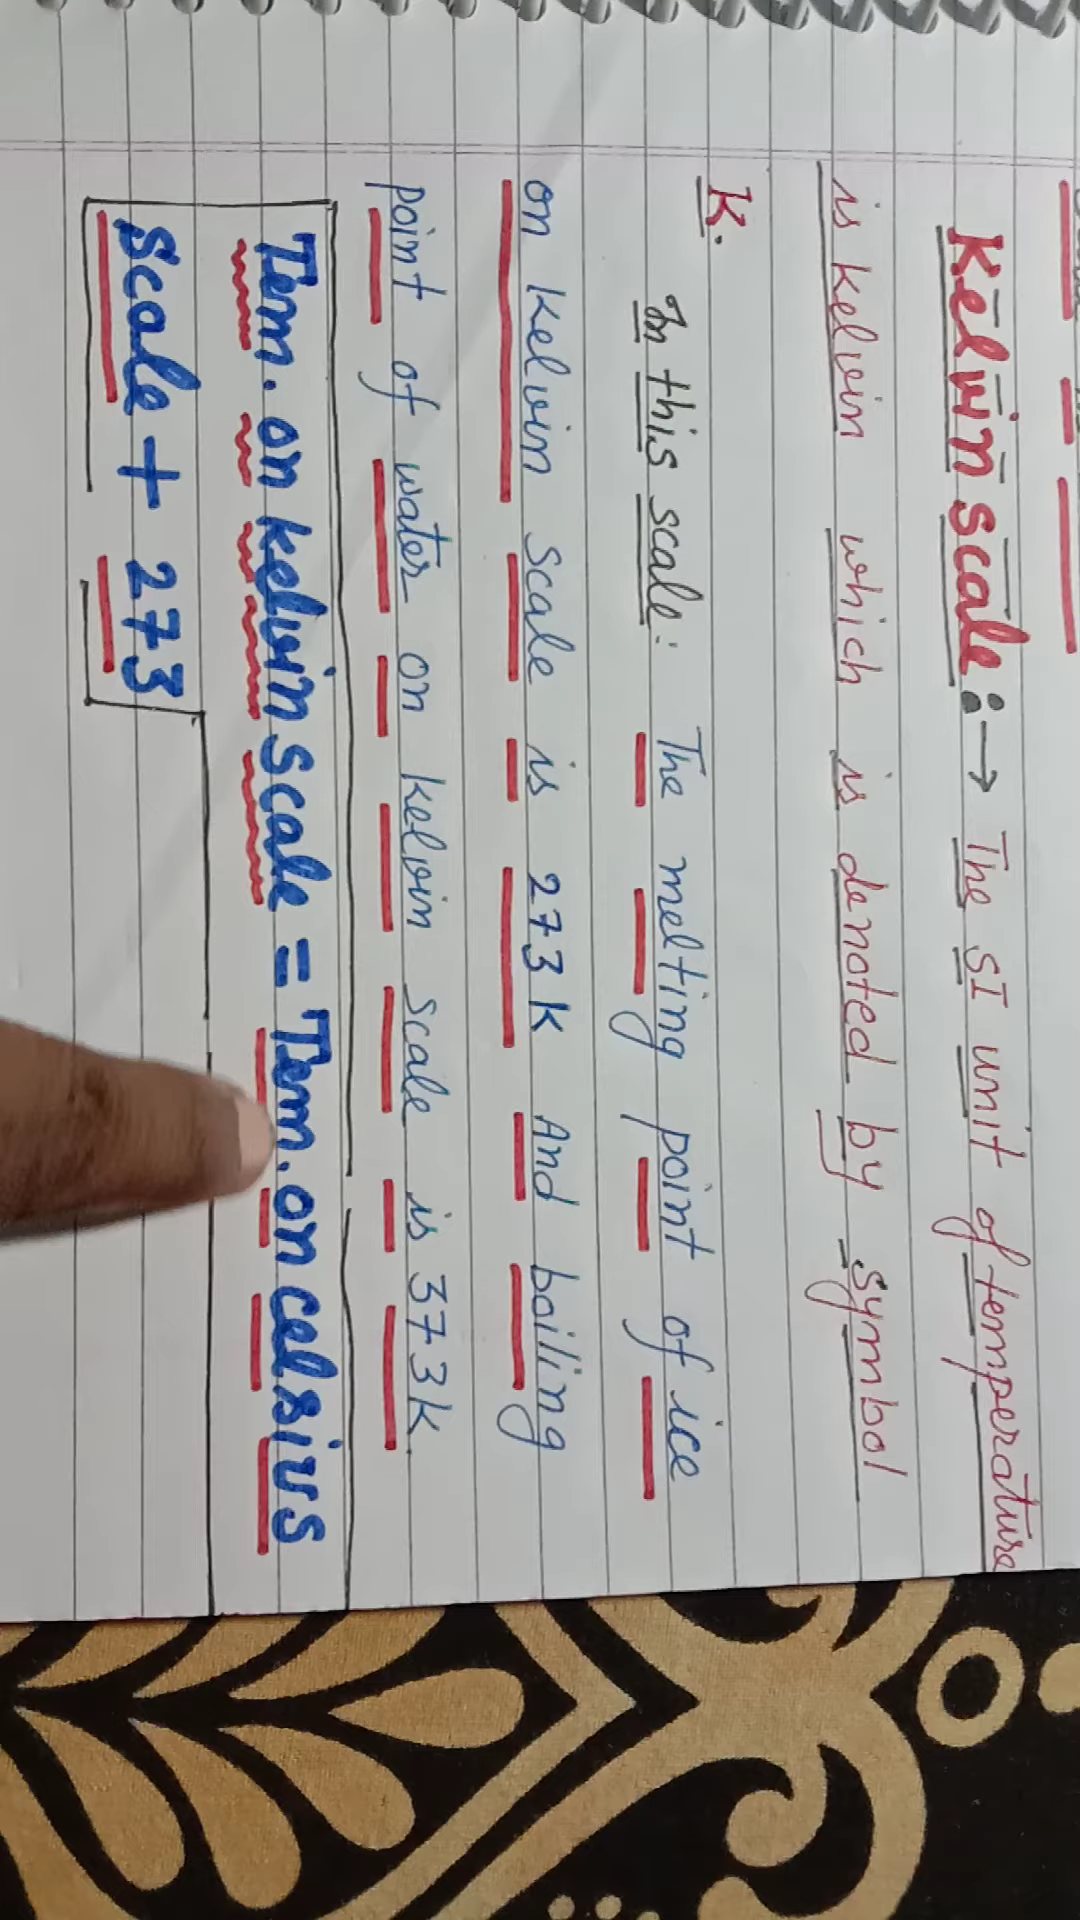 Kelvin scale :→ The SI unit of temperature
is kelvin which is denoted by symbol
K.
In this scale: The melting point of ice
on kelvin scale is 273K And boiling
point of water on kelvin scale is 373K.
Tem. on kelvin scale = Tem. on celsius
Scale + 273